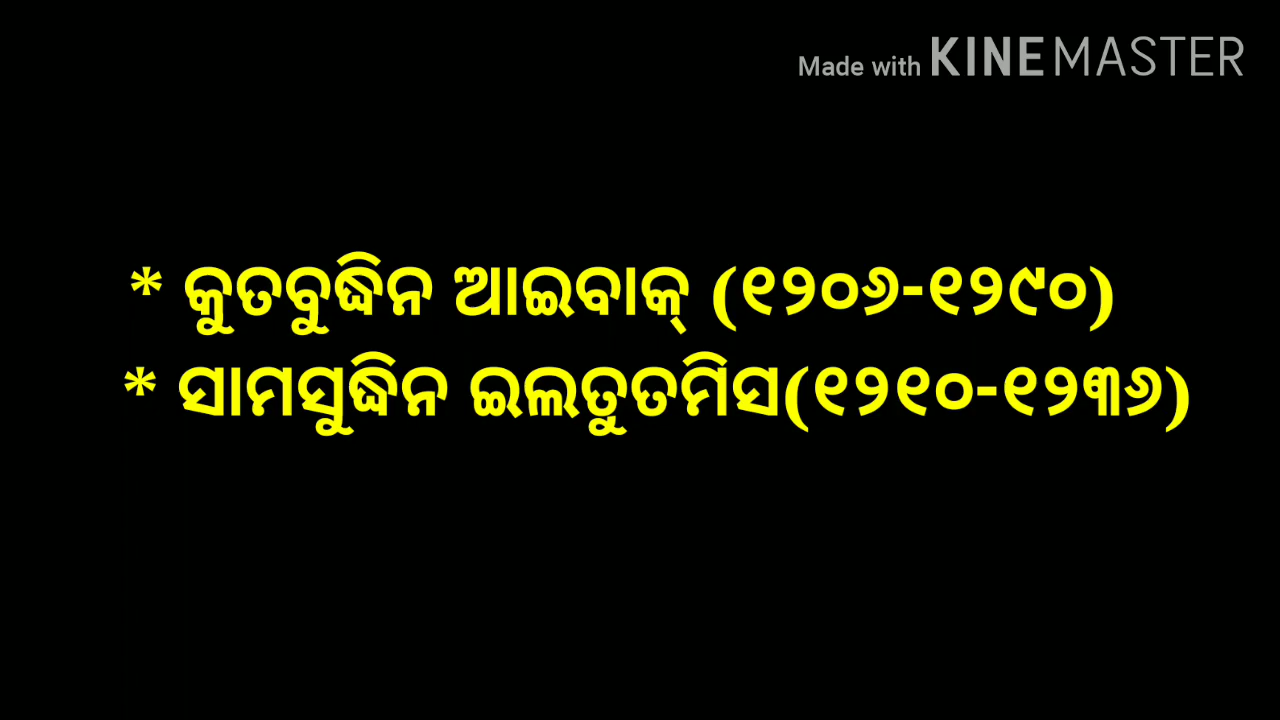 Made with KINEMASTER
* କୁତବୁଦ୍ଧିନ ଆଇବାକ୍ (୧୨୦୬-୧୨୯୦)
* ସାମସୁଦ୍ଧିନ ଇଲତୁତମିସ(୧୨୧୦-୧୨୩୬)